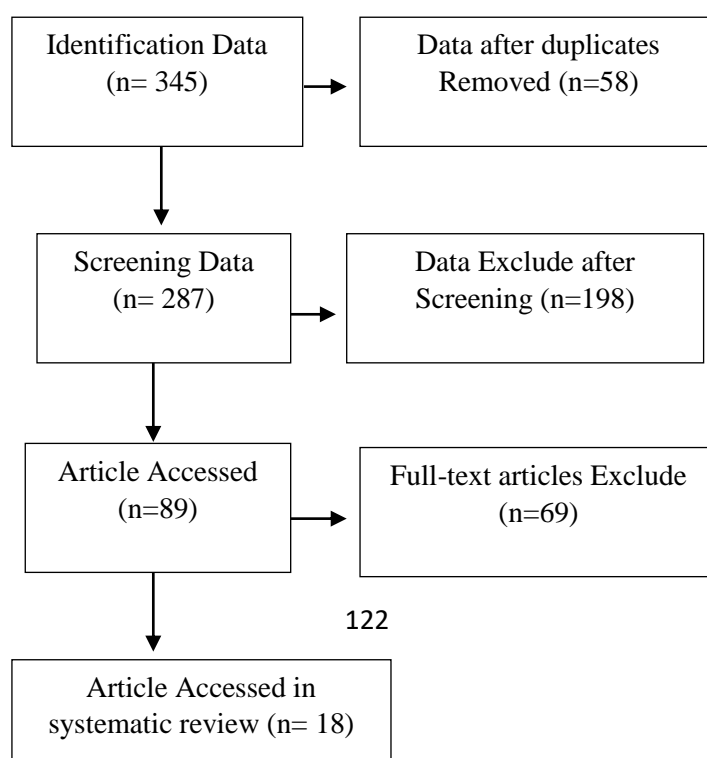 Identification Data
(n= 345)
Data after duplicates
Removed (n=58)
Screening Data
(n= 287)
Data Exclude after
Screening (n=198)
Article Accessed
(n=89)
Full-text articles Exclude
(n=69)
122
Article Accessed in
systematic review (n= 18)